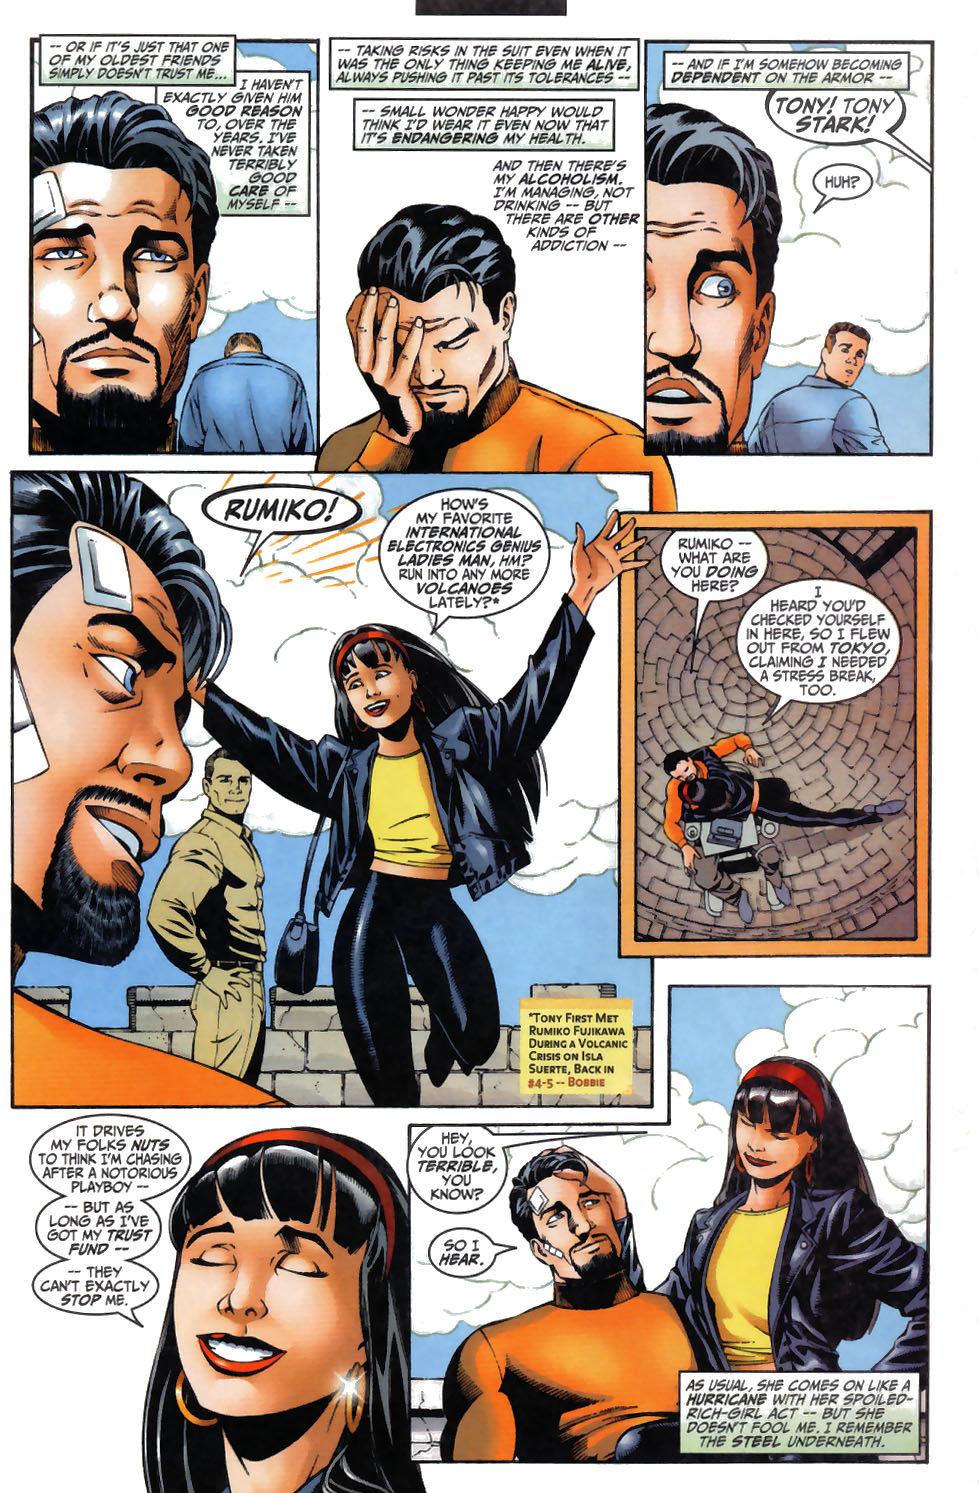 -- OR IF IT'S JUST THAT ONE
OF MY OLDEST FRIENDS
SIMPLY DOESN'T TRUST ME...
I HAVEN'T
EXACTLY GIVEN HIM
GOOD REASON
TO, OVER THE
YEARS. I'VE
NEVER TAKEN
TERRIBLY
GOOD
CARE OF
MYSELF --
-- TAKING RISKS IN THE SUIT EVEN WHEN IT
WAS THE ONLY THING KEEPING ME ALIVE,
ALWAYS PUSHING IT PAST ITS TOLERANCES --
-- SMALL WONDER HAPPY WOULD
THINK I'D WEAR IT EVEN NOW THAT
IT'S ENDANGERING MY HEALTH.
AND THEN THERE'S
MY ALCOHOLISM.
I'M MANAGING, NOT
DRINKING -- BUT
THERE ARE OTHER
KINDS OF
ADDICTION --
-- AND IF I'M SOMEHOW BECOMING
DEPENDENT ON THE ARMOR --
TONY! TONY
STARK!
HUH?
RUMIKO!
HOW'S
MY FAVORITE
INTERNATIONAL
ELECTRONICS GENIUS
LADIES MAN, HM?
RUN INTO ANY MORE
VOLCANOES
LATELY?*
*TONY FIRST MET
RUMIKO FUJIKAWA
DURING A VOLCANIC
CRISIS ON ISLA
SUERTE, BACK IN
#4-5 -- BOBBIE
RUMIKO --
WHAT ARE
YOU DOING
HERE?
I
HEARD YOU'D
CHECKED YOURSELF
IN HERE, SO I FLEW
OUT FROM TOKYO,
CLAIMING I NEEDED
A STRESS BREAK,
TOO.
IT DRIVES
MY FOLKS NUTS
TO THINK I'M CHASING
AFTER A NOTORIOUS
PLAYBOY --
-- BUT AS
LONG AS I'VE
GOT MY TRUST
FUND --
-- THEY
CAN'T EXACTLY
STOP ME.
HEY,
YOU LOOK
TERRIBLE,
YOU
KNOW?
SO I
HEAR.
AS USUAL, SHE COMES ON LIKE A
HURRICANE WITH HER SPOILED-
RICH-GIRL ACT -- BUT SHE
DOESN'T FOOL ME. I REMEMBER
THE STEEL UNDERNEATH.